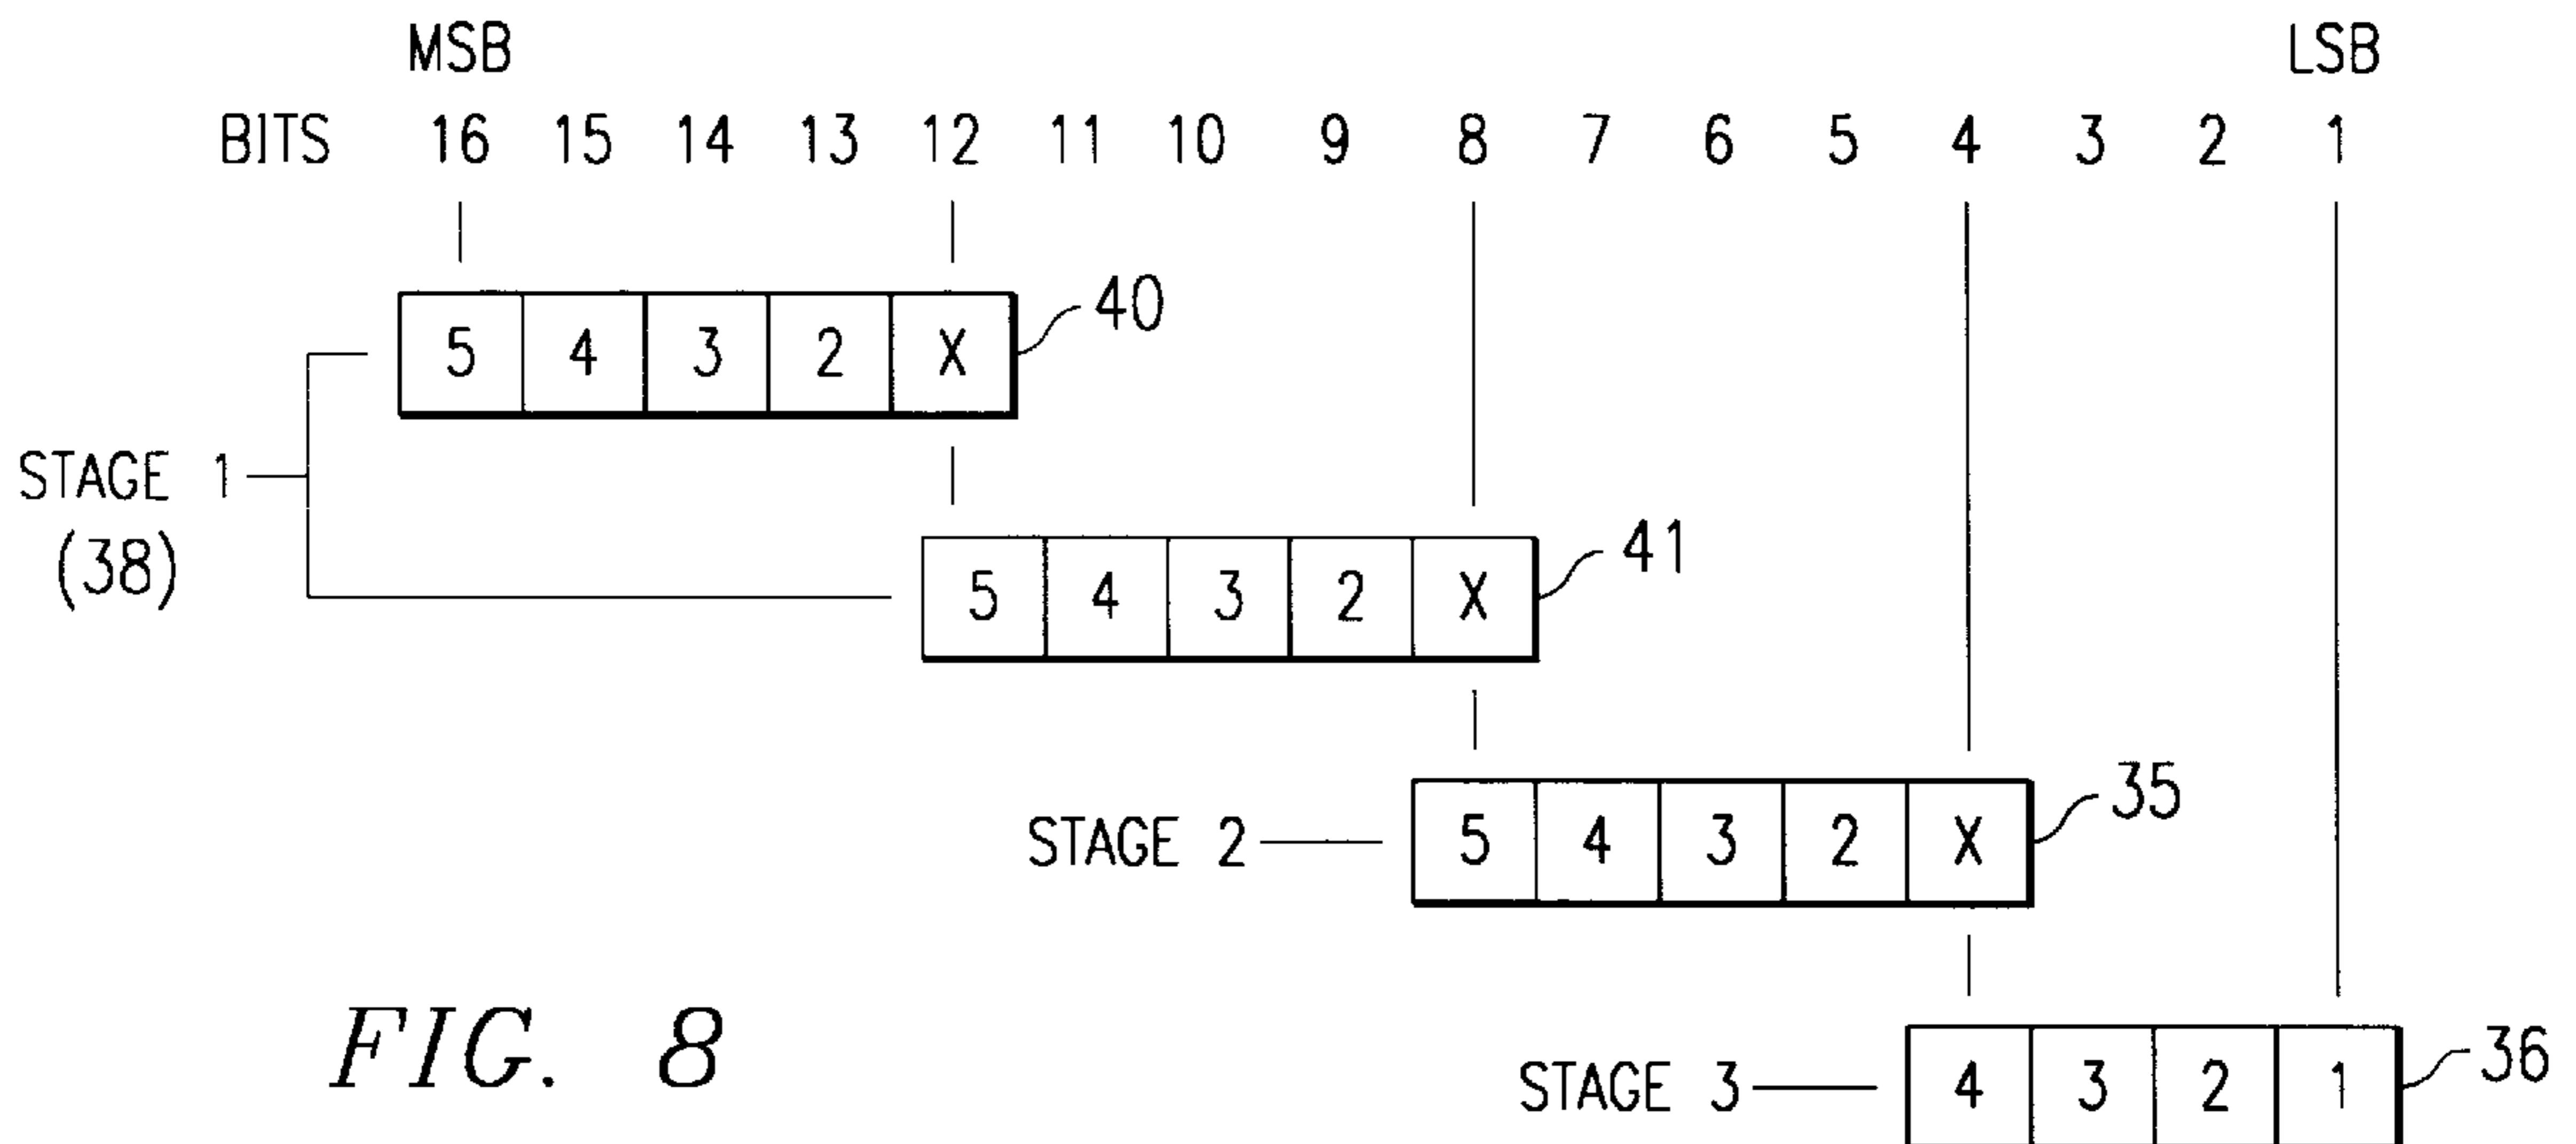 MSB LSB
BITS 16 15 14 13 12 11 10 9 8 7 6 5 4 3 2 1
5 4 3 2 X 40
STAGE 1
(38)
5 4 3 2 X 41
STAGE 2 5 4 3 2 X 35
STAGE 3 4 3 2 1 36
FIG. 8